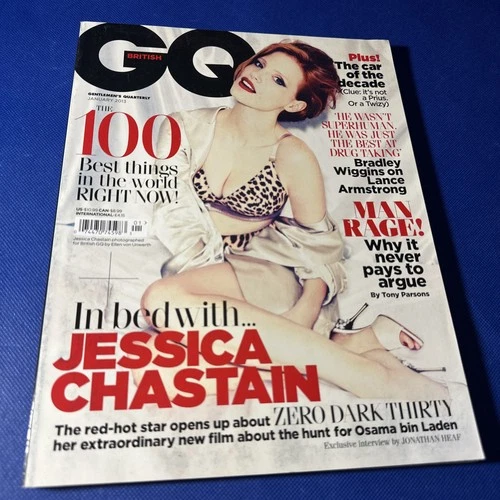 GQ
BRITISH
GENTLEMEN'S QUARTERLY
JANUARY 2013
THE
100
Best things
in the world
RIGHT NOW!
Jessica Chastain photographed
for British GQ by Ellen von Unwerth
Plus!
The car
of the
decade
(Clue: it's not
a Prius.
Or a Twizy)
'HE WASN'T
SUPERHUMAN.
HE WAS JUST
THE BEST AT
DRUG TAKING'
Bradley
Wiggins on
Lance
Armstrong
MAN
RAGE!
Why it
never
pays to
argue
By Tony Parsons
In bed with...
JESSICA
CHASTAIN
The red-hot star opens up about ZERO DARK THIRTY
her extraordinary new film about the hunt for Osama bin Laden
Exclusive interview by JONATHAN HEAF